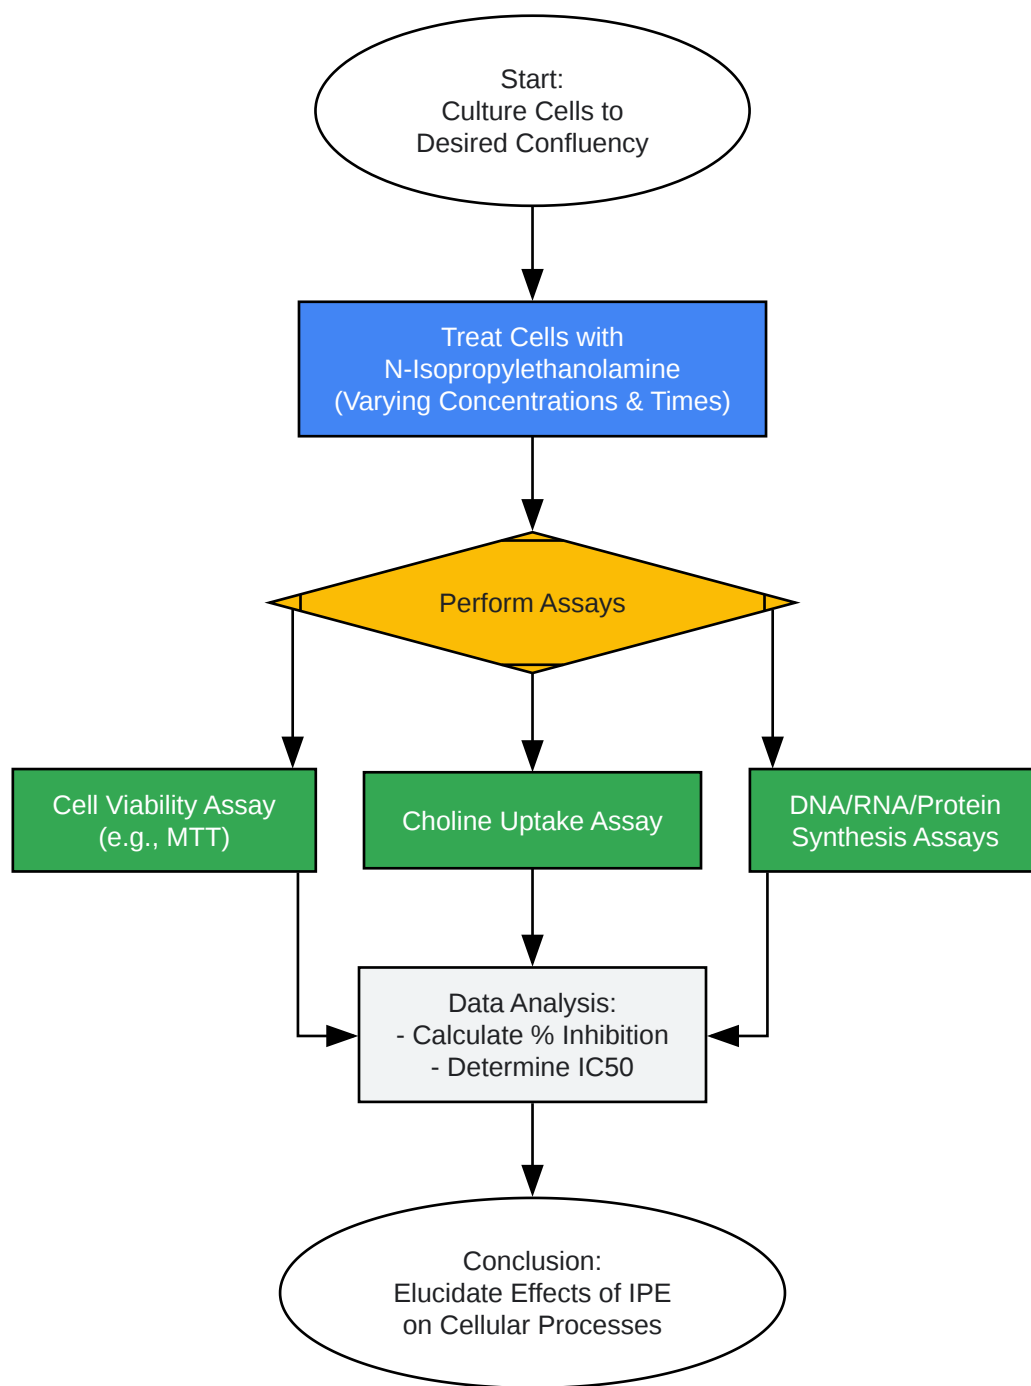 Start:
Culture Cells to
Desired Confluency
Treat Cells with
N-Isopropylethanolamine
(Varying Concentrations & Times)
Perform Assays
Cell Viability Assay
(e.g., MTT)
Choline Uptake Assay
DNA/RNA/Protein
Synthesis Assays
Data Analysis:
- Calculate % Inhibition
- Determine IC50
Conclusion:
Elucidate Effects of IPE
on Cellular Processes